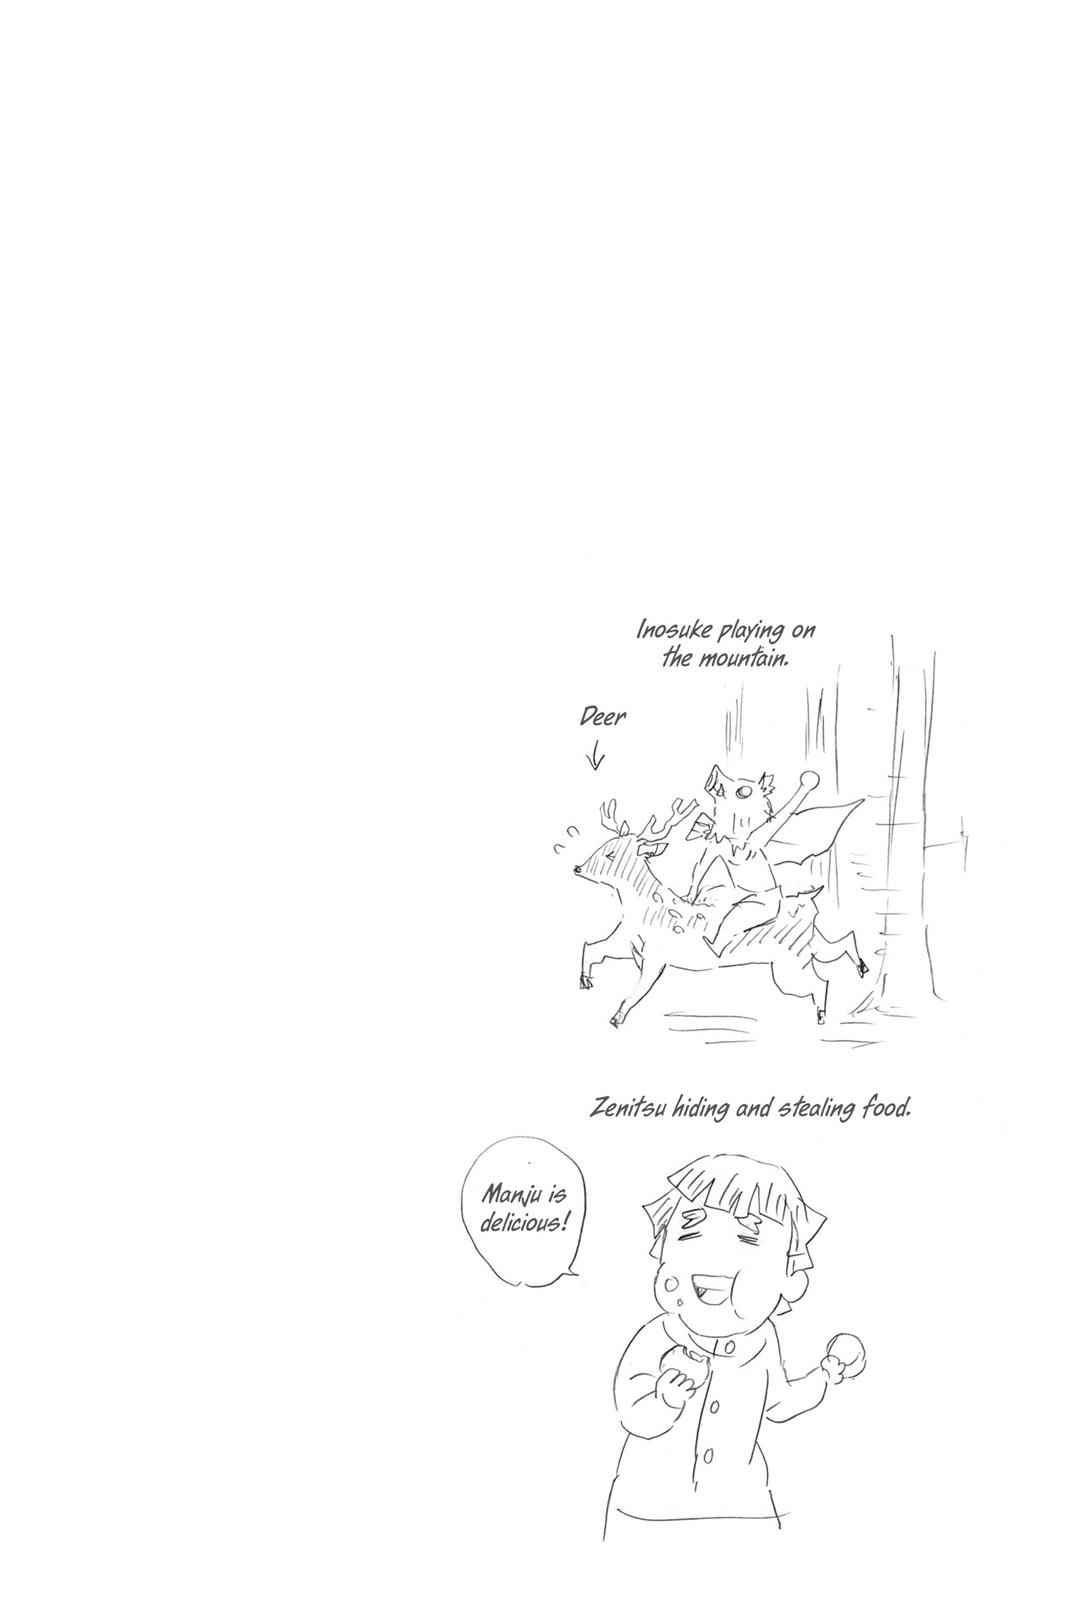 Inosuke playing on
the mountain.
Deer
Zenitsu hiding and stealing food.
Manju is
delicious!